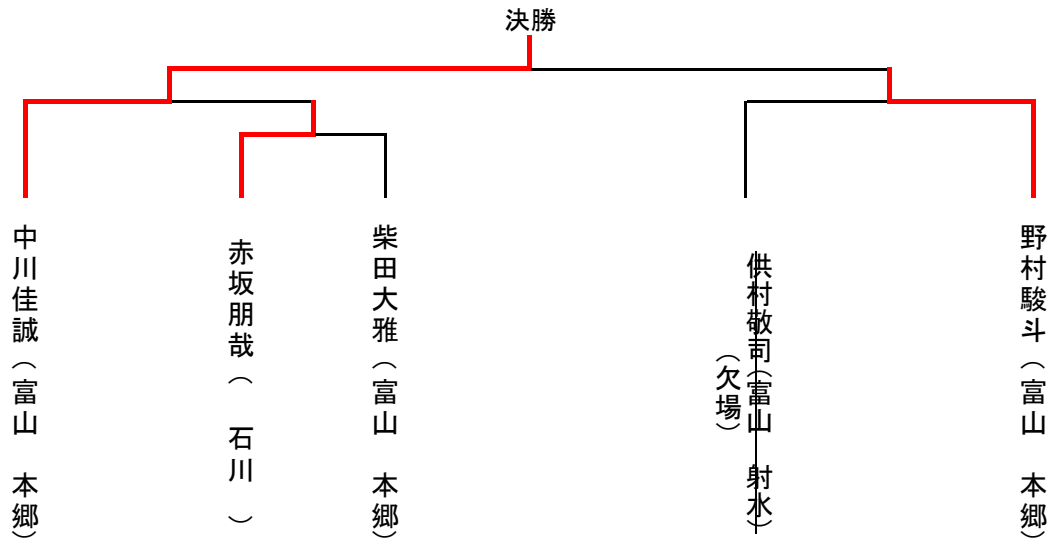 決勝
中川佳誠（富山　本郷）
赤坂朋哉（　石川　）
柴田大雅（富山　本郷）
（欠場）
供村敬司（富山　射水）
野村駿斗（富山　本郷）